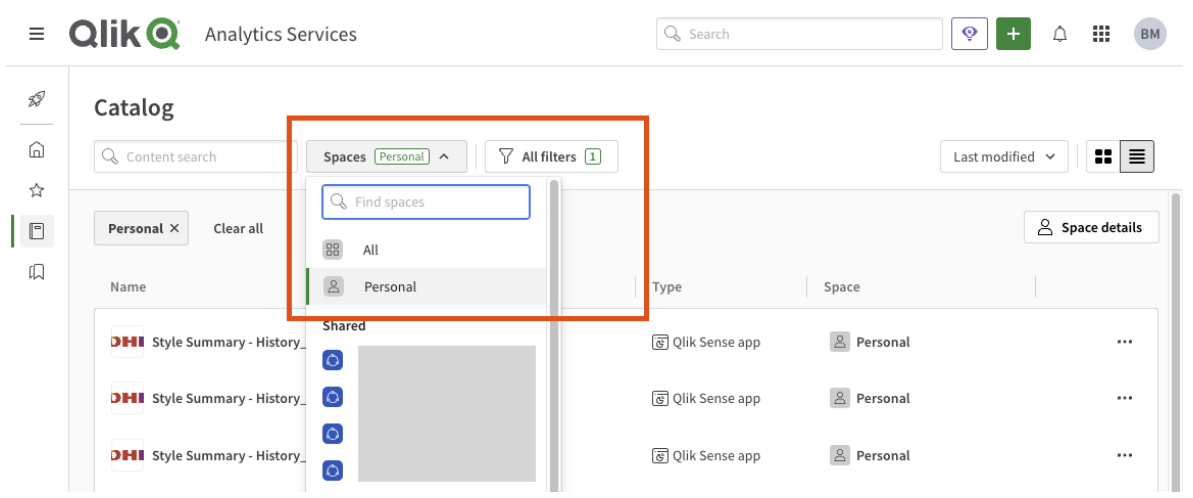 Qlik Analytics Services
Search
BM
Catalog
Content search
Spaces Personal
All filters 1
Last modified
Find spaces
Personal ×
Clear all
Space details
All
Personal
Name
Type
Space
Shared
Style Summary - History_
Qlik Sense app
Personal
Style Summary - History_
Qlik Sense app
Personal
Style Summary - History_
Qlik Sense app
Personal